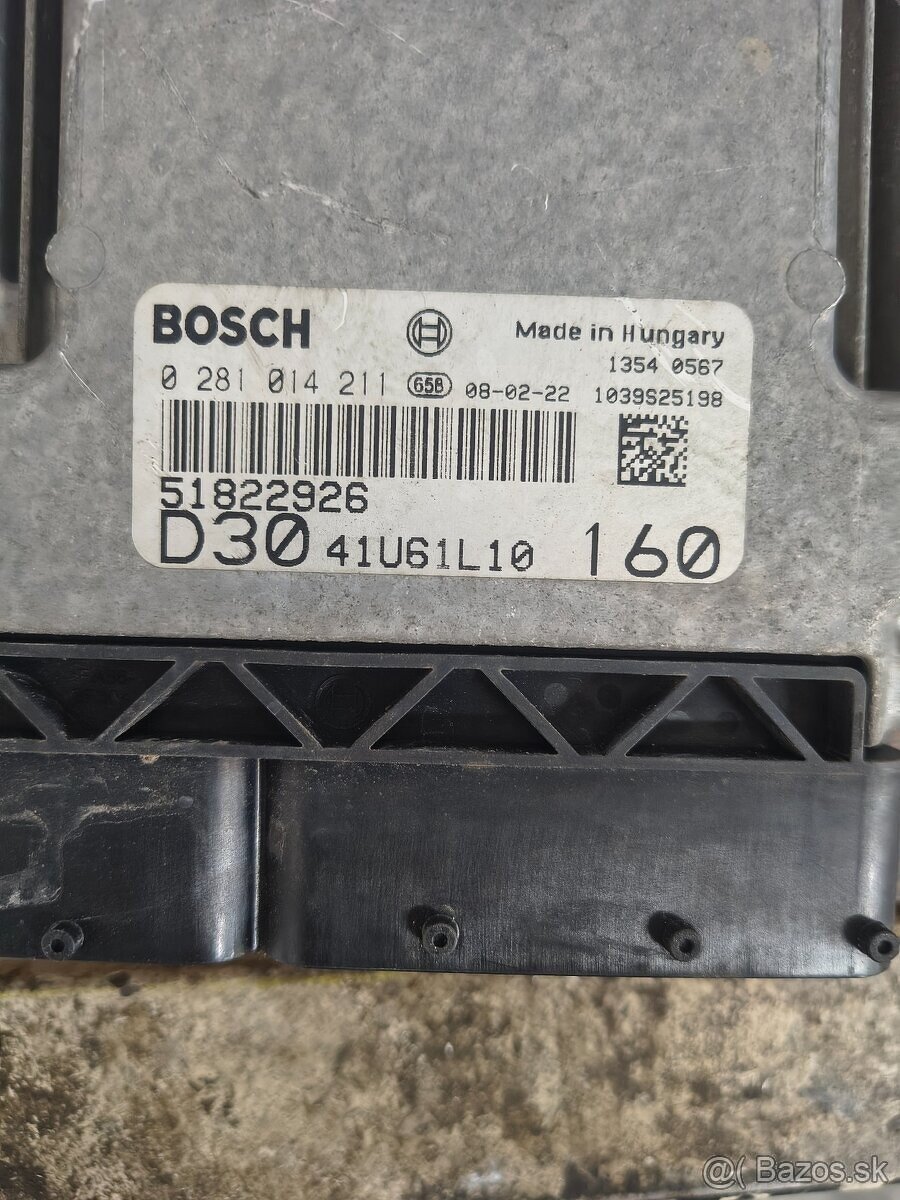 BOSCH
Made in Hungary
1354 0567
0 281 014 211 658 08-02-22 1039S25198
51822926
D30 41U61L10 160
@( Bazos.sk